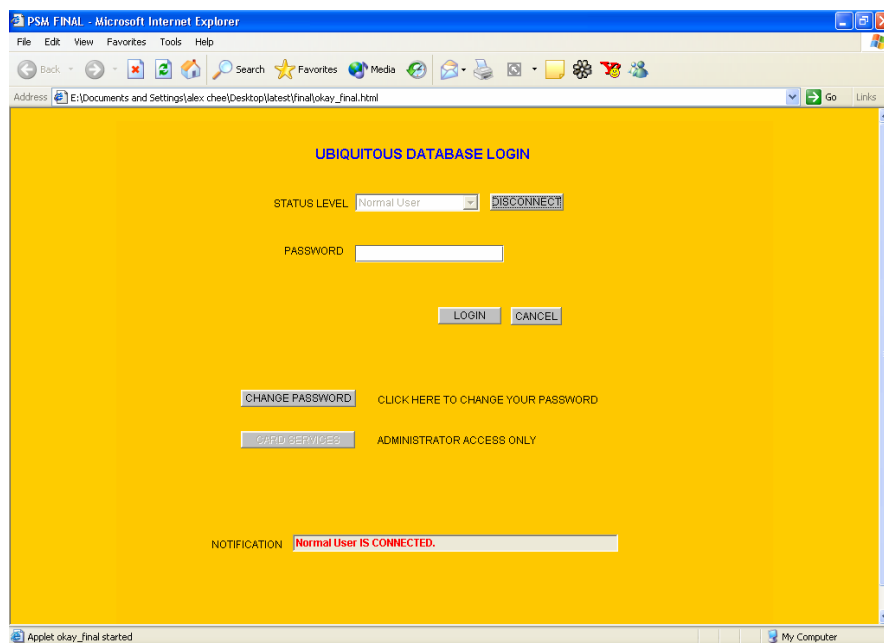 PSM FINAL - Microsoft Internet Explorer
File Edit View Favorites Tools Help
Back Search Favorites Media
Address E:\Documents and Settings\alex chee\Desktop\latest\final\okay_final.html Go Links
UBIQUITOUS DATABASE LOGIN
STATUS LEVEL Normal User DISCONNECT
PASSWORD
LOGIN CANCEL
CHANGE PASSWORD CLICK HERE TO CHANGE YOUR PASSWORD
CARD SERVICES ADMINISTRATOR ACCESS ONLY
NOTIFICATION Normal User IS CONNECTED.
Applet okay_final started My Computer